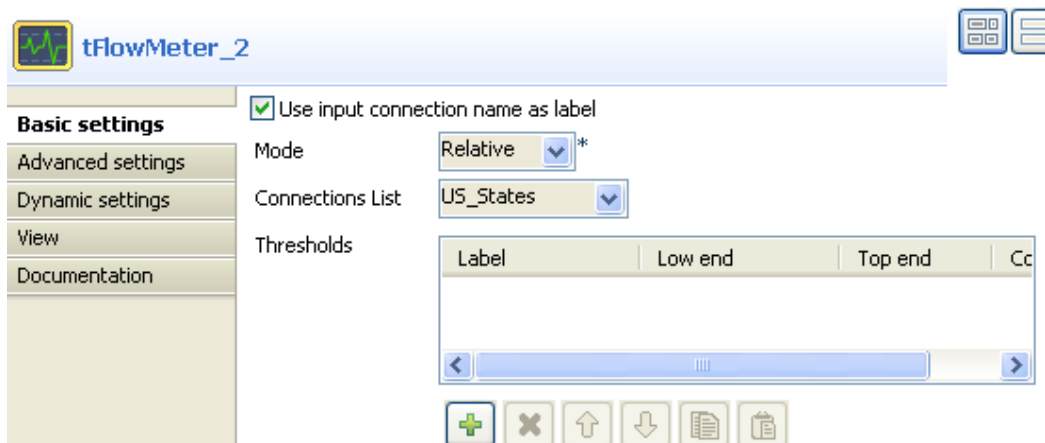 tFlowMeter_2
Basic settings
Advanced settings
Dynamic settings
View
Documentation
Use input connection name as label
Mode
Relative
*
Connections List
US_States
Thresholds
Label
Low end
Top end